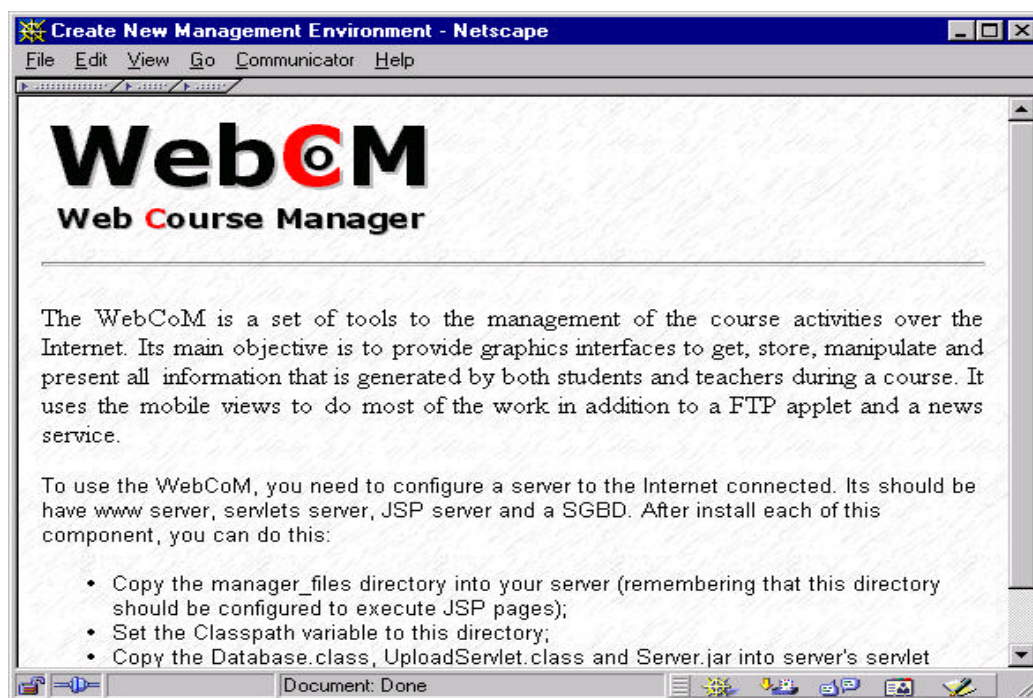 Create New Management Environment - Netscape
File Edit View Go Communicator Help
WebCoM
Web Course Manager
The WebCoM is a set of tools to the management of the course activities over the
Internet. Its main objective is to provide graphics interfaces to get, store, manipulate and
present all information that is generated by both students and teachers during a course. It
uses the mobile views to do most of the work in addition to a FTP applet and a news
service.
To use the WebCoM, you need to configure a server to the Internet connected. Its should be
have www server, servlets server, JSP server and a SGBD. After install each of this
component, you can do this:
• Copy the manager_files directory into your server (remembering that this directory
should be configured to execute JSP pages);
• Set the Classpath variable to this directory;
• Copy the Database.class, UploadServlet.class and Server.jar into server's servlet
Document: Done